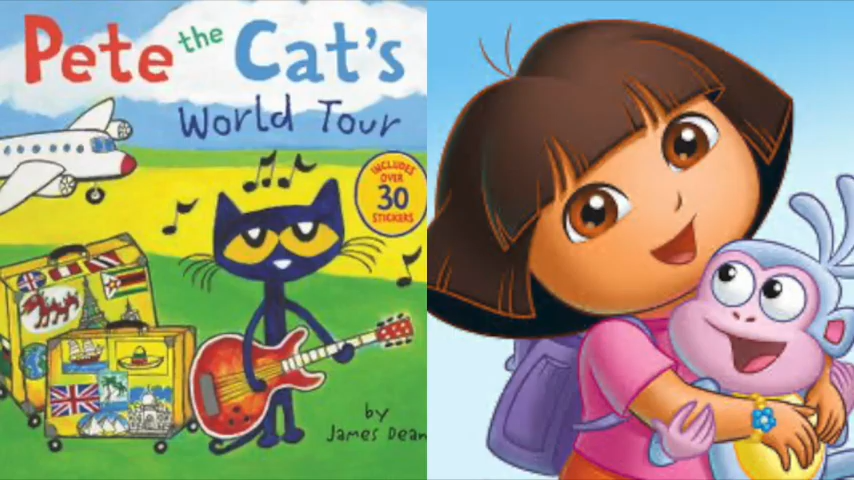 Pete the Cat's
World Tour
INCLUDES
OVER
30
STICKERS
by
James Dean